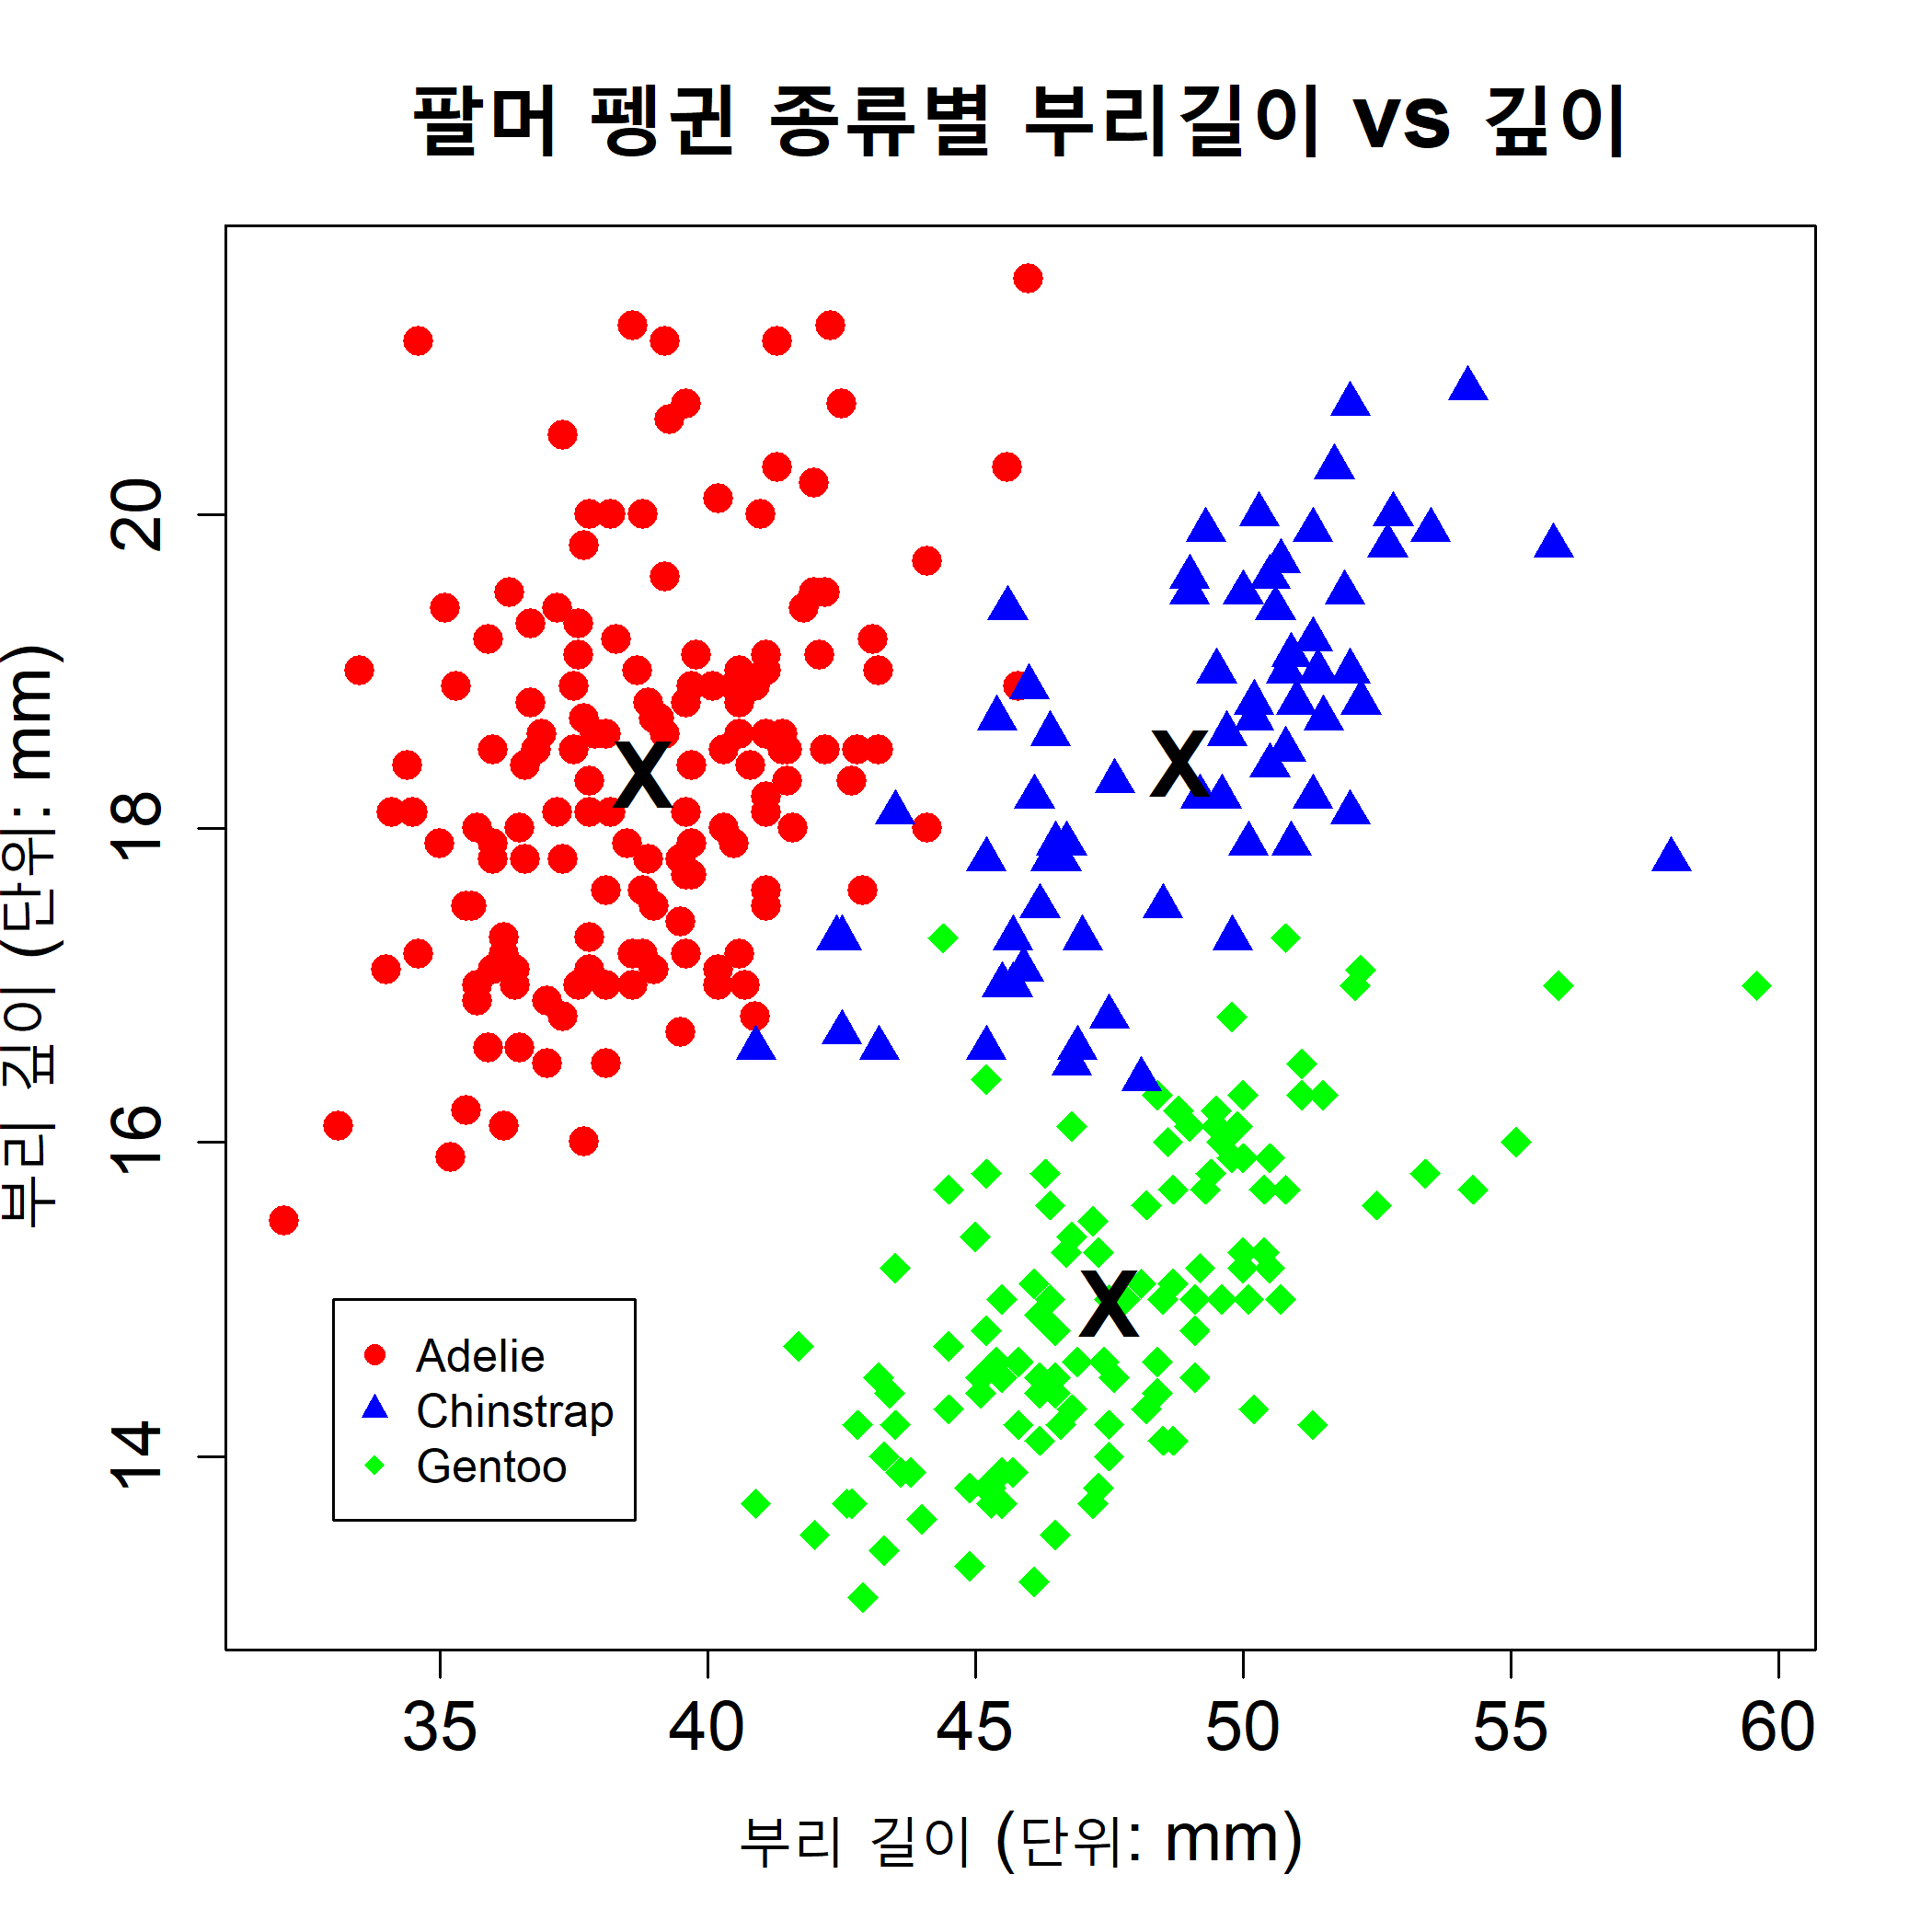 팔머 펭귄 종류별 부리길이 vs 깊이
부리 깊이 (단위: mm)
20
18
16
14
X
X
X
Adelie
Chinstrap
Gentoo
35 40 45 50 55 60
부리 길이 (단위: mm)